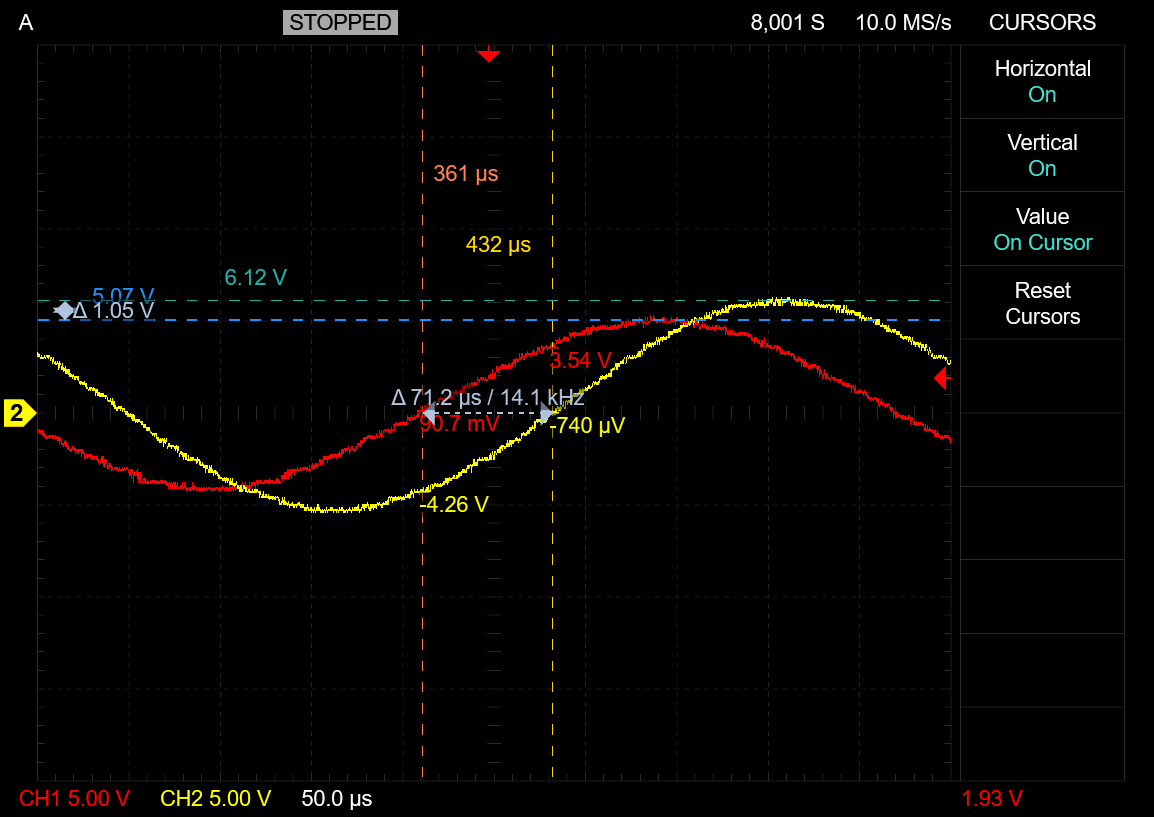 A
STOPPED
8,001 S
10.0 MS/s
CURSORS
Horizontal
On
Vertical
On
Value
On Cursor
Reset
Cursors
361 µs
432 µs
6.12 V
5.07 V
Δ 1.05 V
3.54 V
Δ 71.2 µs / 14.1 kHz
90.7 mV
-740 µV
2
-4.26 V
CH1 5.00 V
CH2 5.00 V
50.0 µs
1.93 V